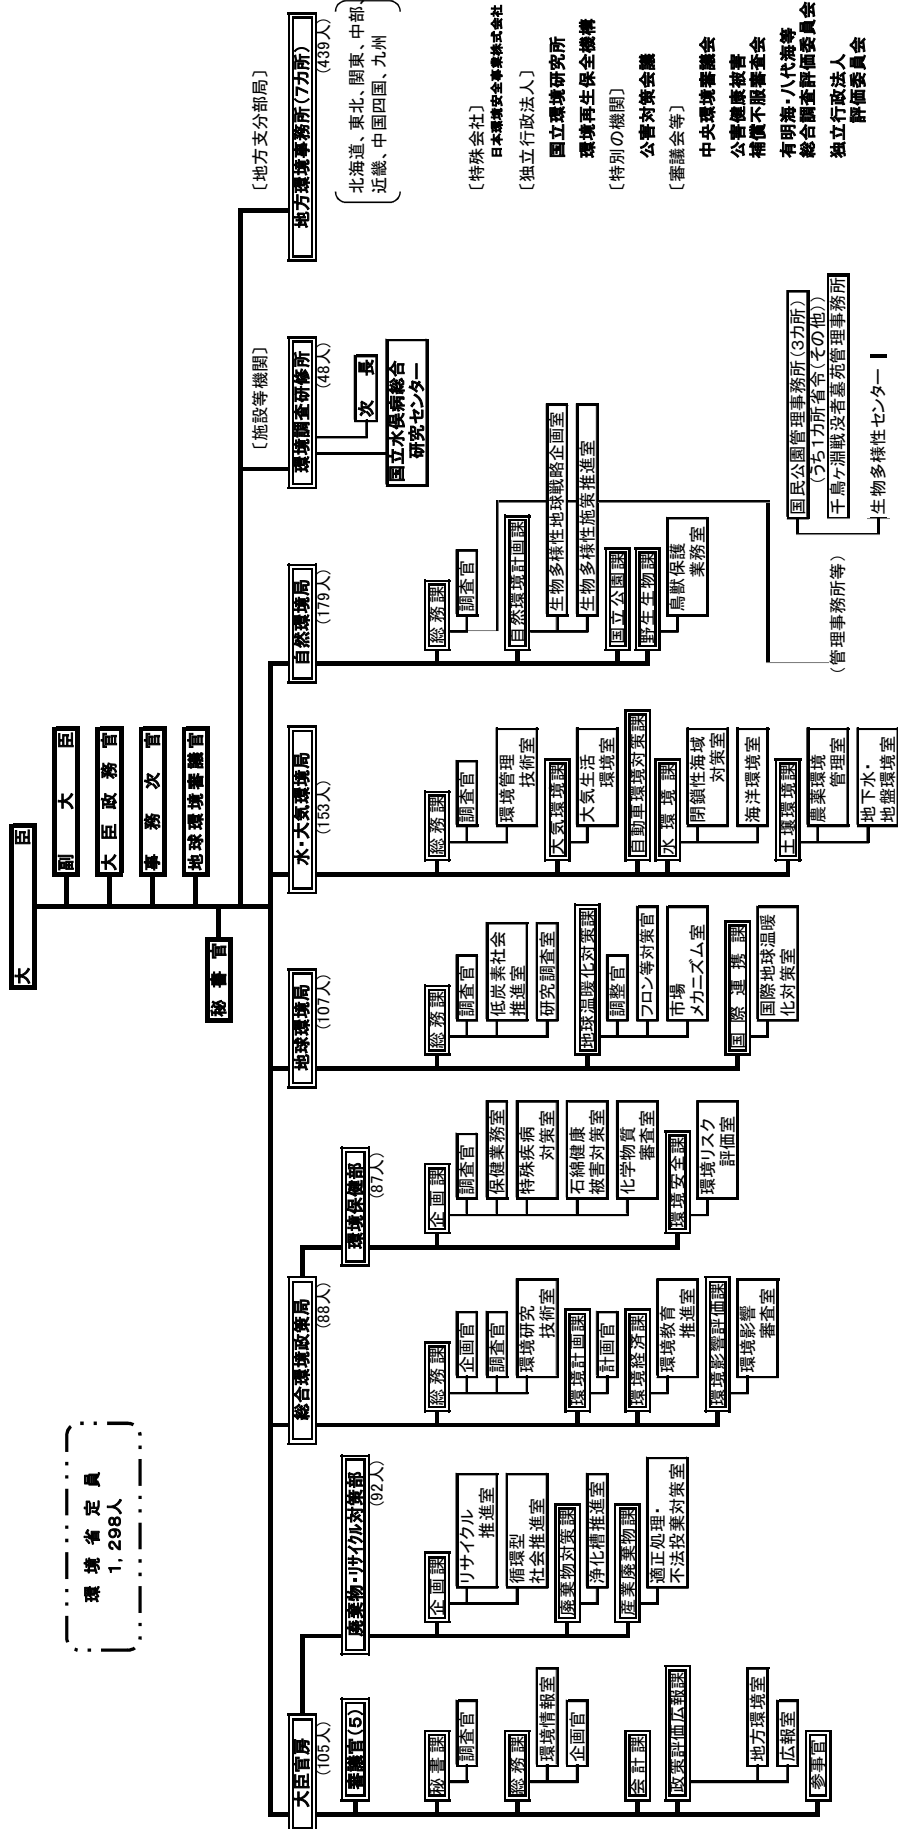 環境省定員
1,298人
大臣
副大臣
大臣政務官
事務次官
地球環境審議官
秘書官
大臣官房
(105人)
審議官(5)
秘書課
調査官
総務課
環境情報室
企画官
会計課
政策評価広報課
地方環境室
広報室
参事官
廃棄物・リサイクル対策部
(92人)
企画課
リサイクル
推進室
循環型
社会推進室
廃棄物対策課
浄化槽推進室
産業廃棄物課
適正処理・
不法投棄対策室
総合環境政策局
(88人)
総務課
企画官
調査官
環境研究
技術室
環境計画課
計画官
環境経済課
環境教育
推進室
環境影響評価課
環境影響
審査室
環境保健部
(87人)
企画課
調査官
保健業務室
特殊疾病
対策室
石綿健康
被害対策室
化学物質
審査室
環境安全課
環境リスク
評価室
地球環境局
(107人)
総務課
調査官
低炭素社会
推進室
研究調査室
地球温暖化対策課
調整官
フロン等対策官
市場
メカニズム室
国際連携課
国際地球温暖
化対策室
水・大気環境局
(153人)
総務課
調査官
環境管理
技術室
大気環境課
大気生活
環境室
自動車環境対策課
水環境課
閉鎖性海域
対策室
海洋環境室
土壌環境課
農薬環境
管理室
地下水・
地盤環境室
自然環境局
(179人)
総務課
調査官
自然環境計画課
生物多様性地球戦略企画室
生物多様性施策推進室
国立公園課
野生生物課
鳥獣保護
業務室
(管理事務所等)
国民公園管理事務所(3カ所)
(うち1カ所省令(その他))
千鳥ヶ淵戦没者墓苑管理事務所
生物多様性センター
〔施設等機関〕
環境調査研修所
(48人)
次長
国立水俣病総合
研究センター
〔地方支分部局〕
地方環境事務所(7カ所)
(439人)
北海道、東北、関東、中部、
近畿、中国四国、九州
〔特殊会社〕
日本環境安全事業株式会社
〔独立行政法人〕
国立環境研究所
環境再生保全機構
〔特別の機関〕
公害対策会議
〔審議会等〕
中央環境審議会
公害健康被害
補償不服審査会
有明海・八代海等
総合調査評価委員会
独立行政法人
評価委員会